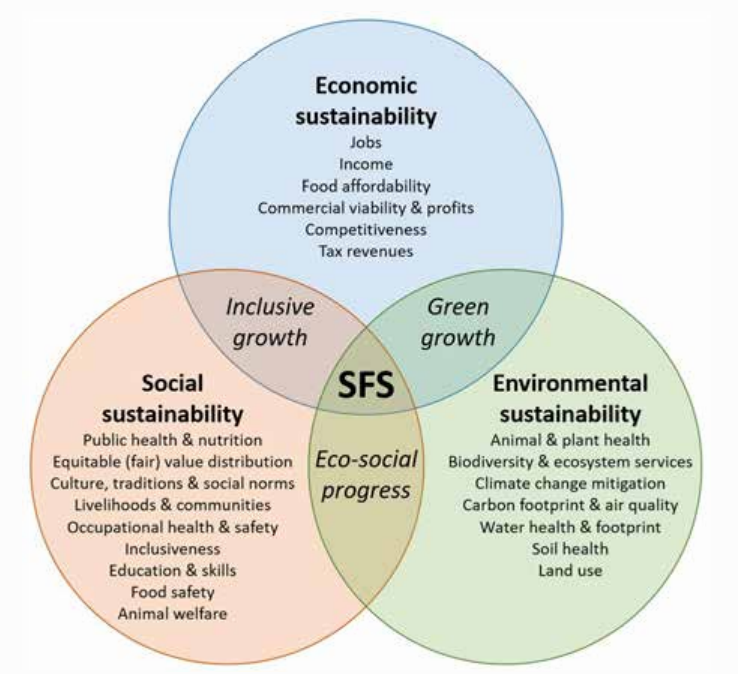 Economic
sustainability
Jobs
Income
Food affordability
Commercial viability & profits
Competitiveness
Tax revenues
Inclusive
growth
Green
growth
SFS
Social
sustainability
Public health & nutrition
Equitable (fair) value distribution
Culture, traditions & social norms
Livelihoods & communities
Occupational health & safety
Inclusiveness
Education & skills
Food safety
Animal welfare
Eco-social
progress
Environmental
sustainability
Animal & plant health
Biodiversity & ecosystem services
Climate change mitigation
Carbon footprint & air quality
Water health & footprint
Soil health
Land use